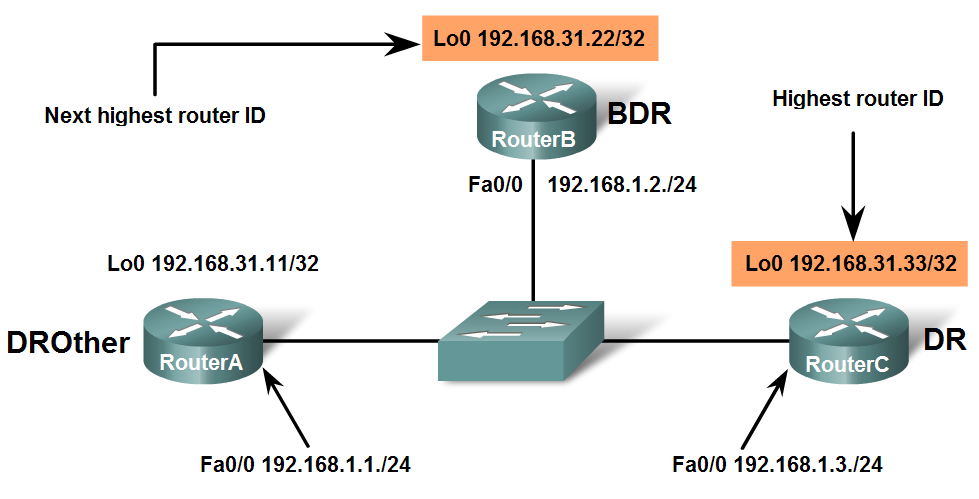 Lo0 192.168.31.22/32
Next highest router ID
Highest router ID
BDR
RouterB
Fa0/0 192.168.1.2./24
Lo0 192.168.31.11/32
Lo0 192.168.31.33/32
DROther
RouterA
DR
RouterC
Fa0/0 192.168.1.1./24
Fa0/0 192.168.1.3./24